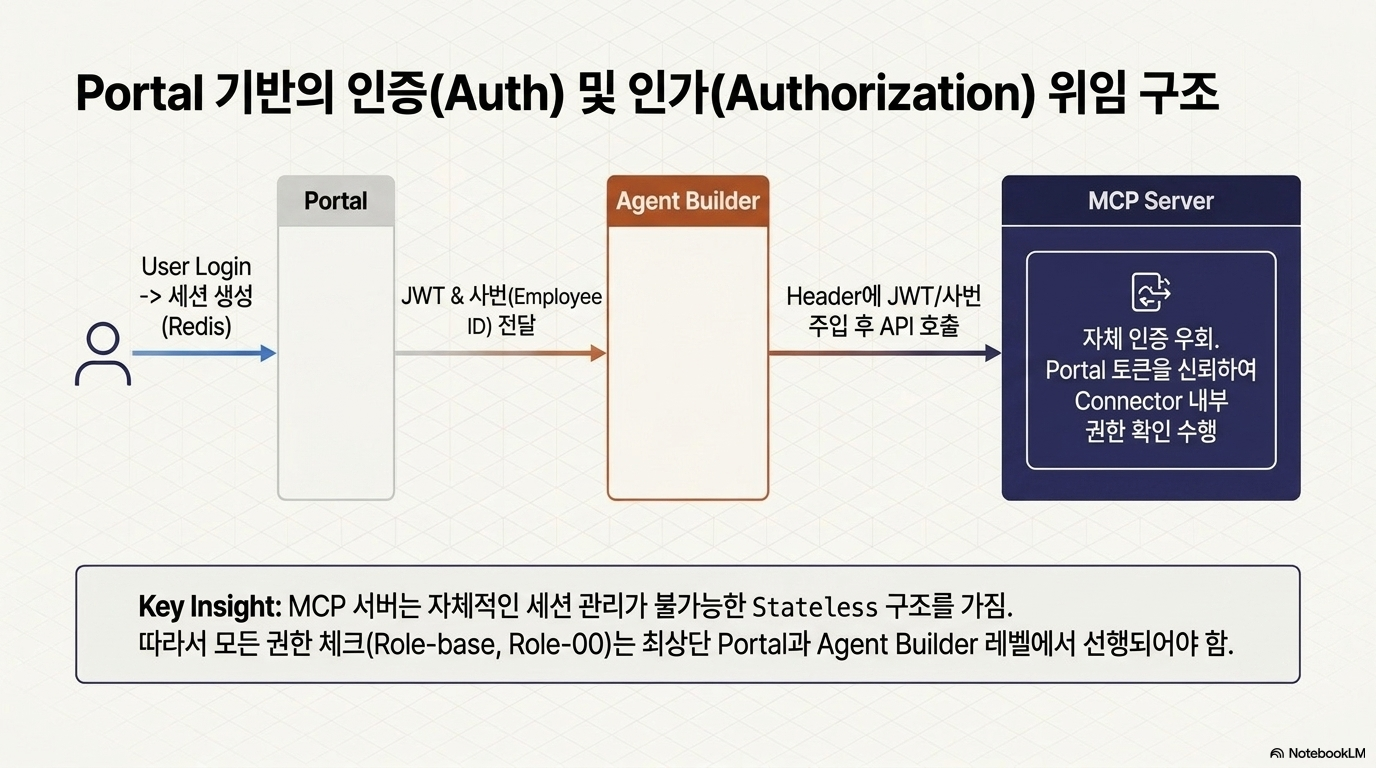 Portal 기반의 인증(Auth) 및 인가(Authorization) 위임 구조
User Login
-> 세션 생성
(Redis)
Portal
JWT & 사번(Employee
ID) 전달
Agent Builder
Header에 JWT/사번
주입 후 API 호출
MCP Server
자체 인증 우회.
Portal 토큰을 신뢰하여
Connector 내부
권한 확인 수행
Key Insight: MCP 서버는 자체적인 세션 관리가 불가능한 Stateless 구조를 가짐.
따라서 모든 권한 체크(Role-base, Role-00)는 최상단 Portal과 Agent Builder 레벨에서 선행되어야 함.
NotebookLM